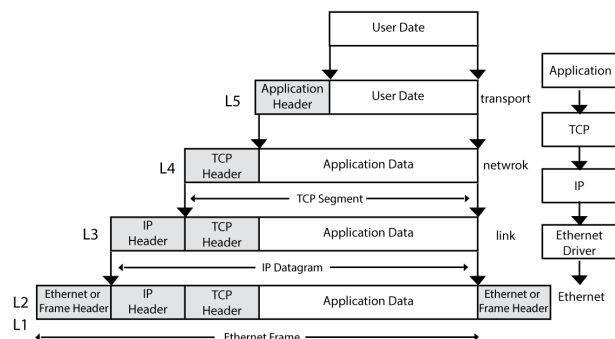 User Date
Application
L5
Application
Header
User Date
transport
TCP
L4
TCP
Header
Application Data
netwrok
TCP Segment
IP
L3
IP
Header
TCP
Header
Application Data
link
Ethernet
Driver
IP Datagram
L2
Ethernet or
Frame Header
IP
Header
TCP
Header
Application Data
Ethernet or
Frame Header
Ethernet
L1
Ethernet Frame